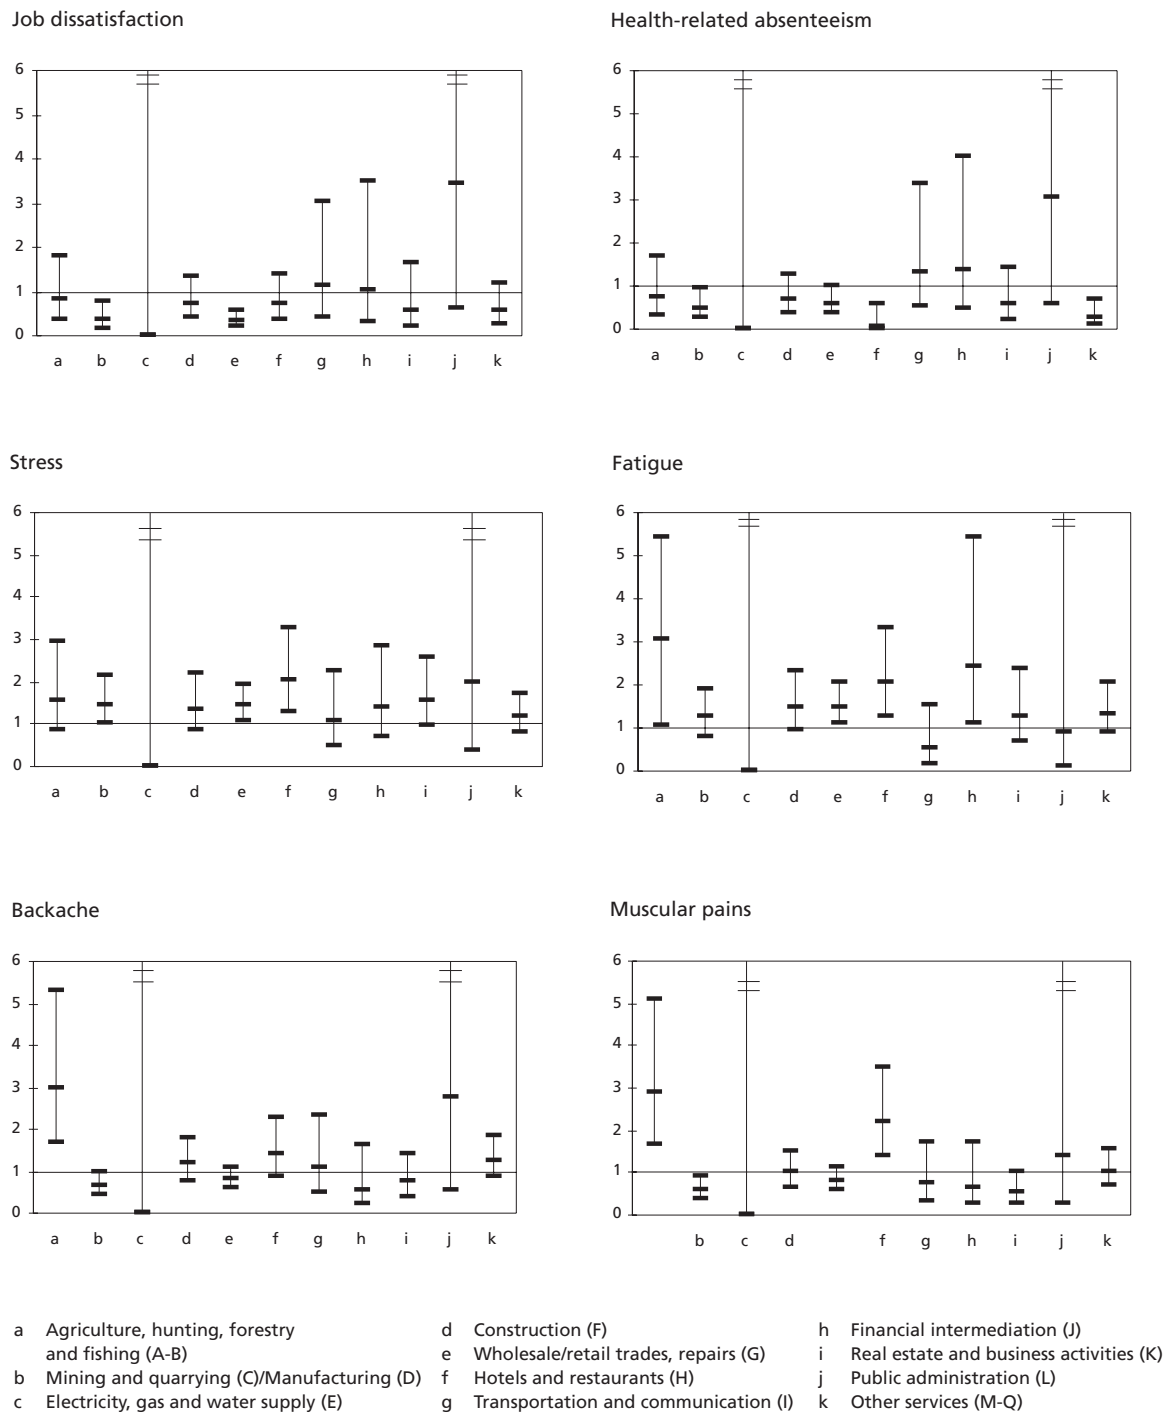 Job dissatisfaction
6
5
4
3
2
1
0
a b c d e f g h i j k
Health-related absenteeism
6
5
4
3
2
1
0
a b c d e f g h i j k
Stress
6
5
4
3
2
1
0
a b c d e f g h i j k
Fatigue
6
5
4
3
2
1
0
a b c d e f g h i j k
Backache
6
5
4
3
2
1
0
a b c d e f g h i j k
Muscular pains
6
5
4
3
2
1
0
b c d f g h i j k
a Agriculture, hunting, forestry
and fishing (A-B)
b Mining and quarrying (C)/Manufacturing (D)
c Electricity, gas and water supply (E)
d Construction (F)
e Wholesale/retail trades, repairs (G)
f Hotels and restaurants (H)
g Transportation and communication (I)
h Financial intermediation (J)
i Real estate and business activities (K)
j Public administration (L)
k Other services (M-Q)